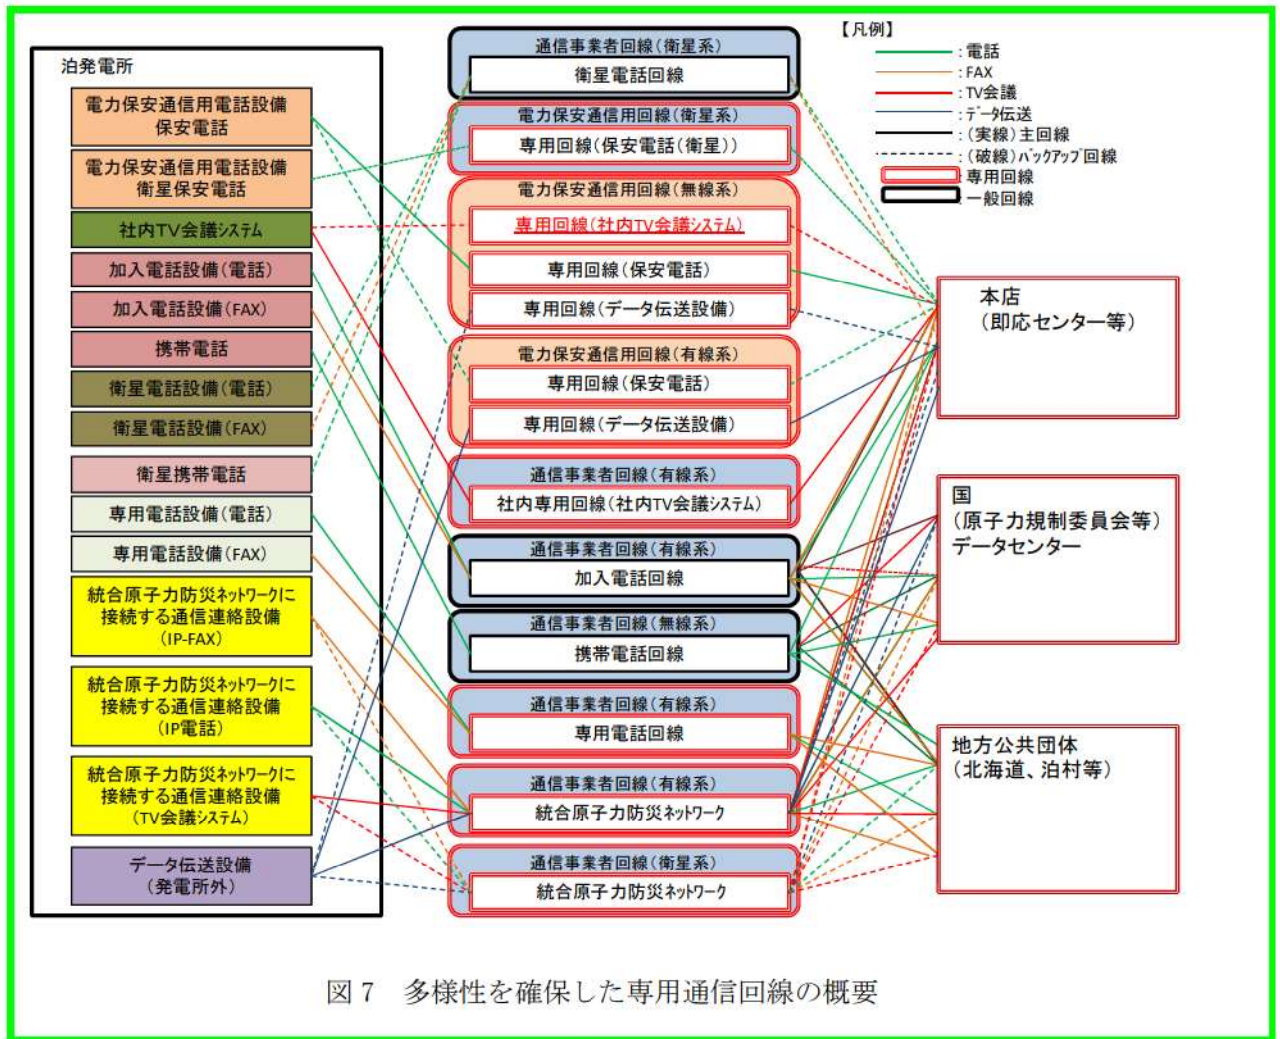 泊発電所
電力保安通信用電話設備
保安電話
電力保安通信用電話設備
衛星保安電話
社内TV会議システム
加入電話設備(電話)
加入電話設備(FAX)
携帯電話
衛星電話設備(電話)
衛星電話設備(FAX)
衛星携帯電話
専用電話設備(電話)
専用電話設備(FAX)
統合原子力防災ネットワークに
接続する通信連絡設備
(IP-FAX)
統合原子力防災ネットワークに
接続する通信連絡設備
(IP電話)
統合原子力防災ネットワークに
接続する通信連絡設備
(TV会議システム)
データ伝送設備
(発電所外)
通信事業者回線(衛星系)
衛星電話回線
電力保安通信用回線(衛星系)
専用回線(保安電話(衛星))
電力保安通信用回線(無線系)
専用回線(社内TV会議システム)
専用回線(保安電話)
専用回線(データ伝送設備)
電力保安通信用回線(有線系)
専用回線(保安電話)
専用回線(データ伝送設備)
通信事業者回線(有線系)
社内専用回線(社内TV会議システム)
通信事業者回線(有線系)
加入電話回線
通信事業者回線(無線系)
携帯電話回線
通信事業者回線(有線系)
専用電話回線
通信事業者回線(有線系)
統合原子力防災ネットワーク
通信事業者回線(衛星系)
統合原子力防災ネットワーク
【凡例】
:電話
:FAX
:TV会議
:データ伝送
:(実線)主回線
:(破線)バックアップ回線
:専用回線
:一般回線
本店
(即応センター等)
国
(原子力規制委員会等)
データセンター
地方公共団体
(北海道、泊村等)
図7 多様性を確保した専用通信回線の概要